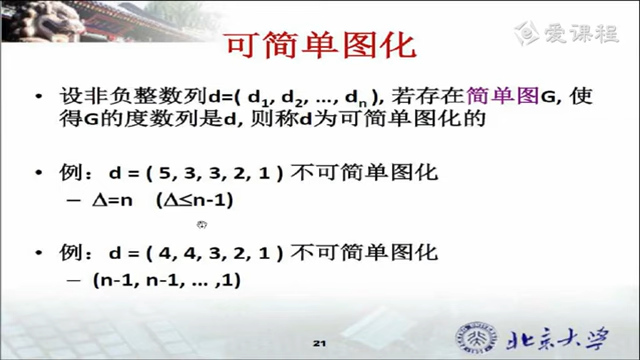 爱课程
可简单图化
• 设非负整数列d=( d1, d2, ..., dn ), 若存在简单图G, 使
得G的度数列是d, 则称d为可简单图化的
• 例：d = ( 5, 3, 3, 2, 1 ) 不可简单图化
– Δ=n (Δ≤n-1)
• 例：d = ( 4, 4, 3, 2, 1 ) 不可简单图化
– (n-1, n-1, ... ,1)
21
北京大学